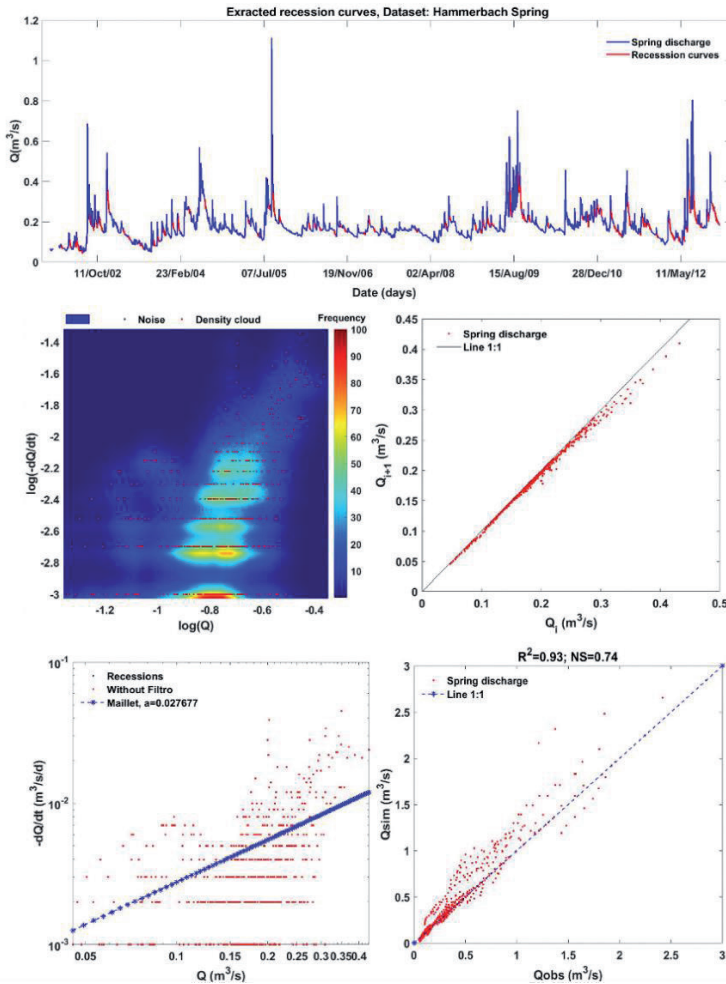 Exracted recession curves, Dataset: Hammerbach Spring
1.2
1
0.8
0.6
0.4
0.2
0
Q(m³/s)
Spring discharge
Recesssion curves
11/Oct/02 23/Feb/04 07/Jul/05 19/Nov/06 02/Apr/08 15/Aug/09 28/Dec/10 11/May/12
Date (days)
Noise Density cloud Frequency
-1.4
-1.6
-1.8
-2
-2.2
-2.4
-2.6
-2.8
-3
log(-dQ/dt)
100
90
80
70
60
50
40
30
20
10
-1.2 -1 -0.8 -0.6 -0.4
log(Q)
Spring discharge
Line 1:1
0.45
0.4
0.35
0.3
0.25
0.2
0.15
0.1
0.05
0
Qi+1 (m³/s)
0 0.1 0.2 0.3 0.4 0.5
Qi (m³/s)
Recessions
Without Filtro
Maillet, a=0.027677
10⁻¹
10⁻²
10⁻³
-dQ/dt (m³/s/d)
0.05 0.1 0.15 0.2 0.25 0.3 0.35 0.4
Q (m³/s)
R²=0.93; NS=0.74
Spring discharge
Line 1:1
3
2.5
2
1.5
1
0.5
0
Qsim (m³/s)
0 0.5 1 1.5 2 2.5 3
Qobs (m³/s)